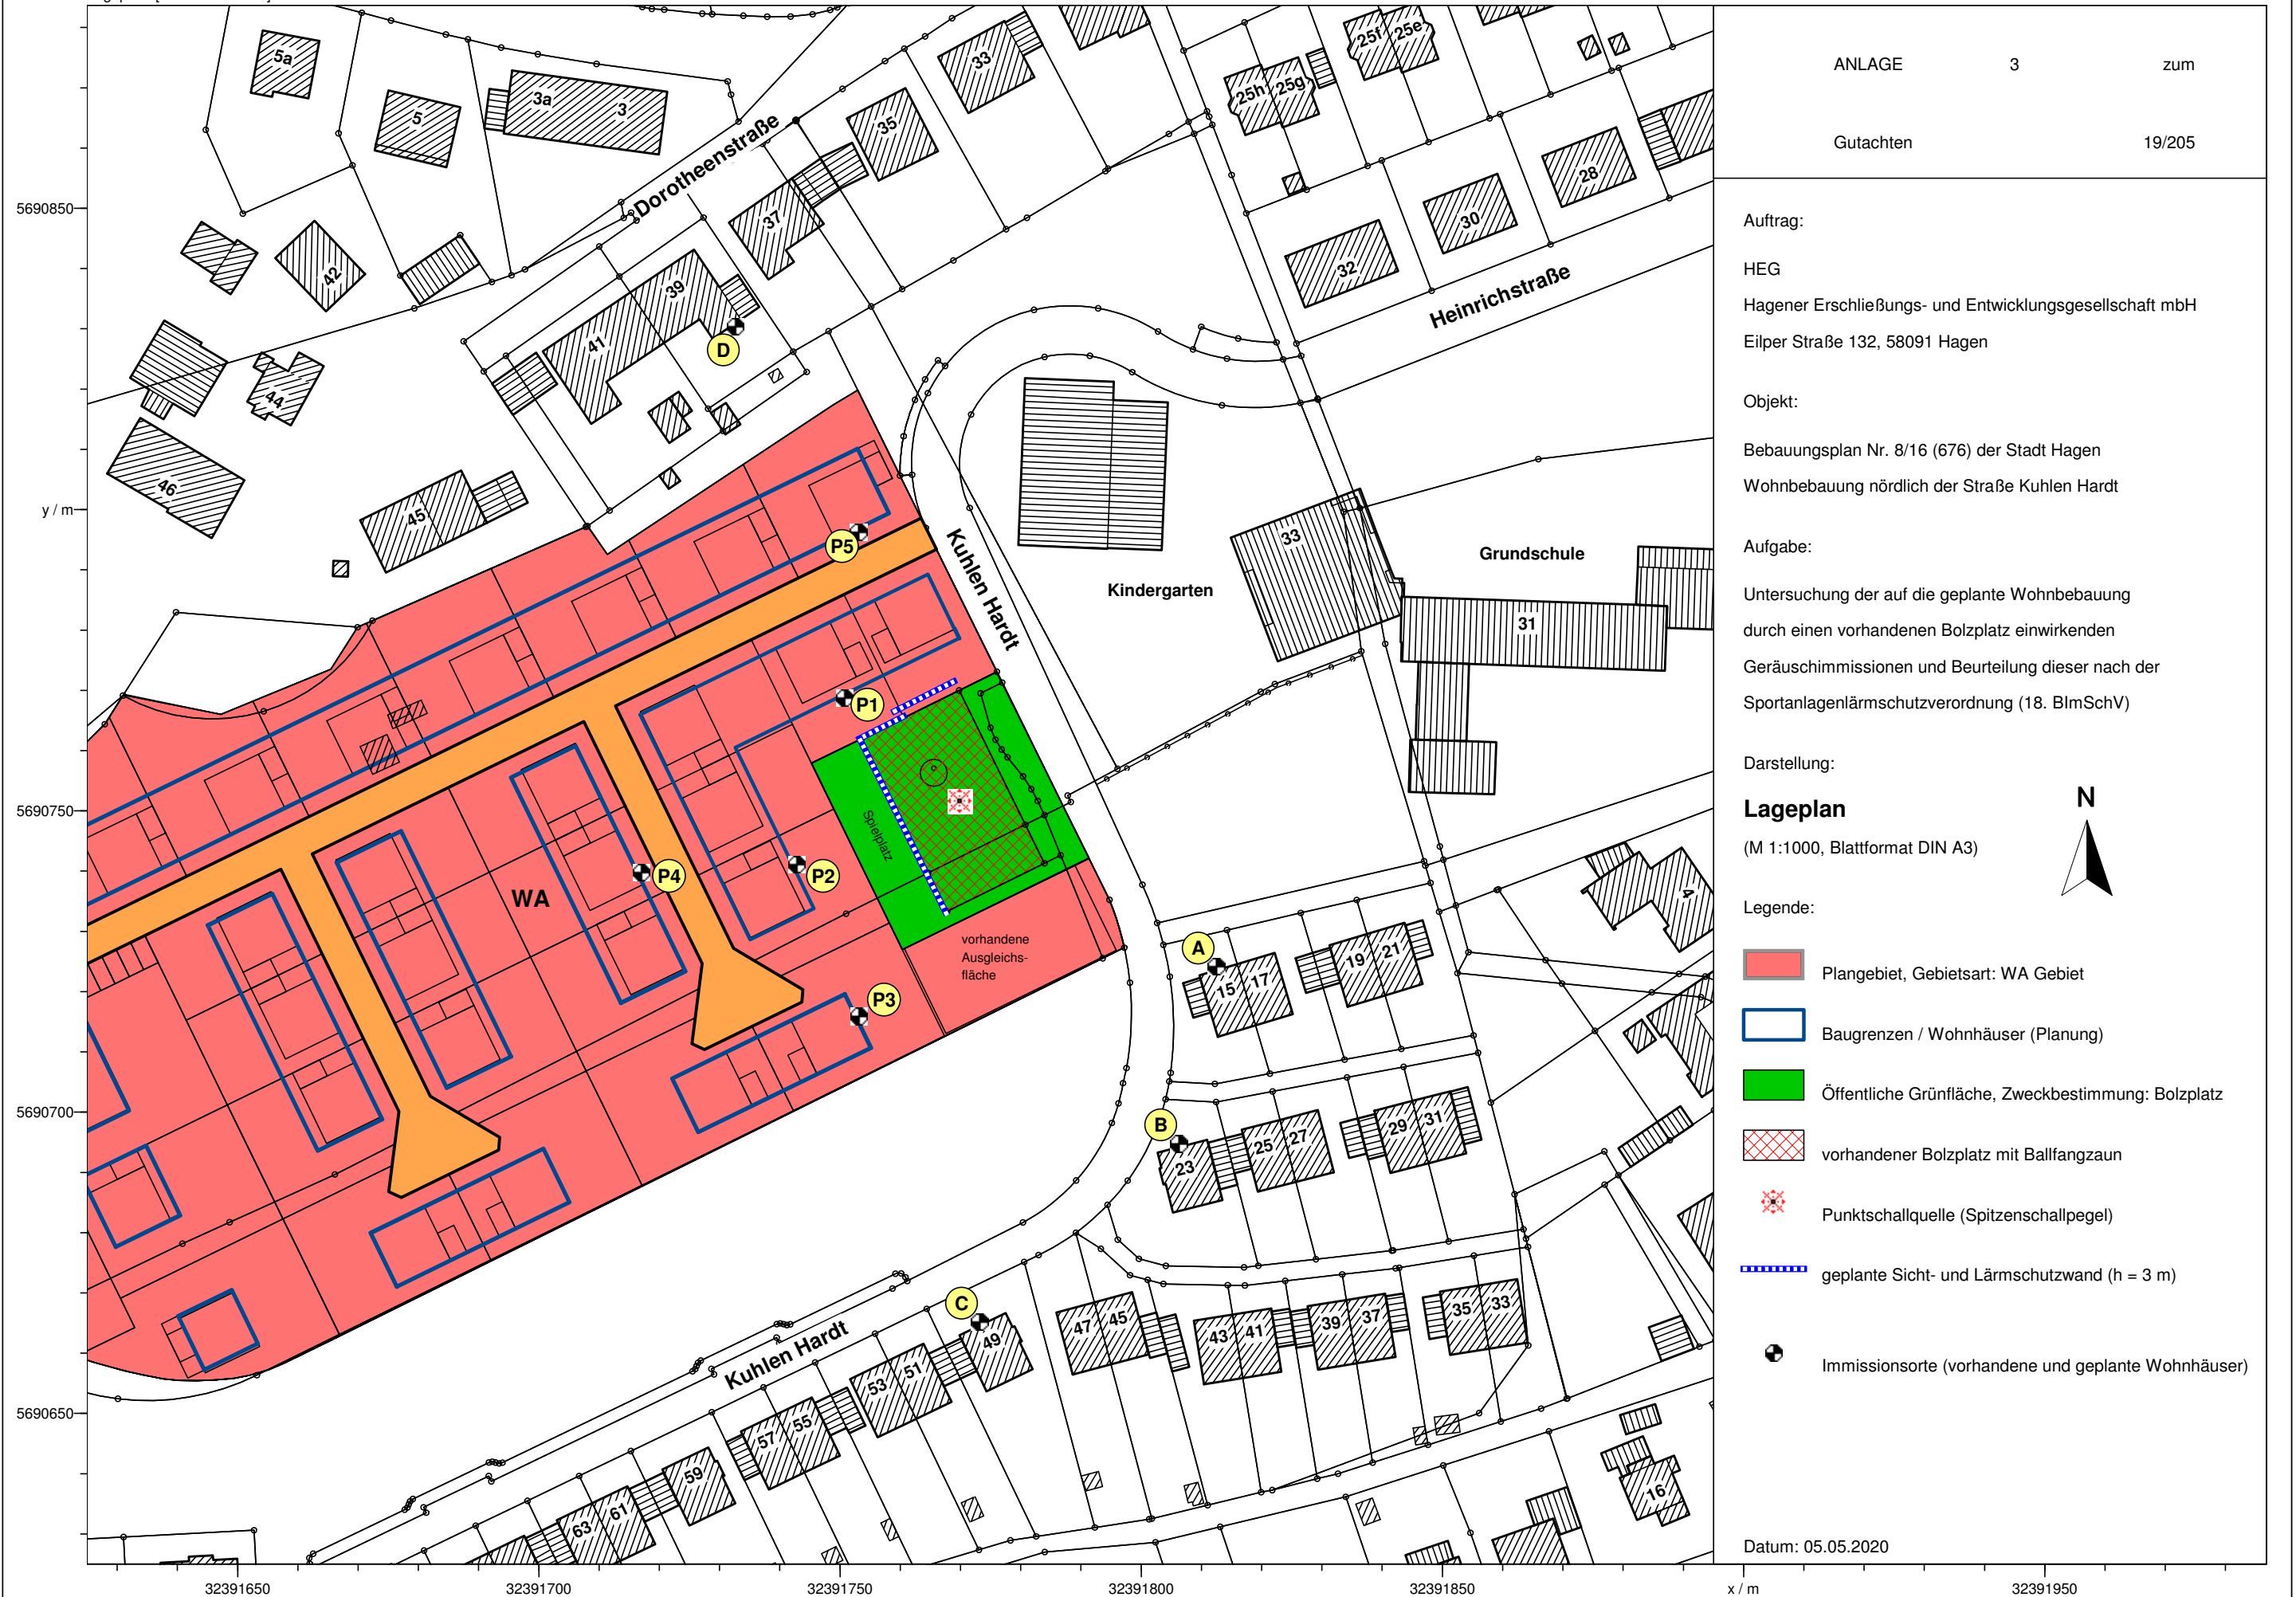 ANLAGE 3 zum
Gutachten 19/205
Auftrag:
HEG
Hagener Erschließungs- und Entwicklungsgesellschaft mbH
Eilper Straße 132, 58091 Hagen
Objekt:
Bebauungsplan Nr. 8/16 (676) der Stadt Hagen
Wohnbebauung nördlich der Straße Kuhlen Hardt
Aufgabe:
Untersuchung der auf die geplante Wohnbebauung
durch einen vorhandenen Bolzplatz einwirkenden
Geräuschimmissionen und Beurteilung dieser nach der
Sportanlagenlärmschutzverordnung (18. BImSchV)
Darstellung:
Lageplan
(M 1:1000, Blattformat DIN A3)
N
Legende:
Plangebiet, Gebietsart: WA Gebiet
Baugrenzen / Wohnhäuser (Planung)
Öffentliche Grünfläche, Zweckbestimmung: Bolzplatz
vorhandener Bolzplatz mit Ballfangzaun
Punktschallquelle (Spitzenschallpegel)
geplante Sicht- und Lärmschutzwand (h = 3 m)
Immissionsorte (vorhandene und geplante Wohnhäuser)
Datum: 05.05.2020
5a
5
3a
3
33
35
37
39
41
42
44
46
45
25f
25e
25h
25g
28
30
32
Dorotheenstraße
Heinrichstraße
Kuhlen Hardt
Kindergarten
Grundschule
33
31
D
P5
P1
P2
P4
P3
WA
Spielplatz
vorhandene
Ausgleichs-
fläche
A
15
17
19
21
4
B
23
25
27
29
31
C
49
47
45
43
41
39
37
35
33
Kuhlen Hardt
53
51
57
55
59
63
61
16
5690850
y / m
5690750
5690700
5690650
32391650
32391700
32391750
32391800
32391850
x / m
32391950